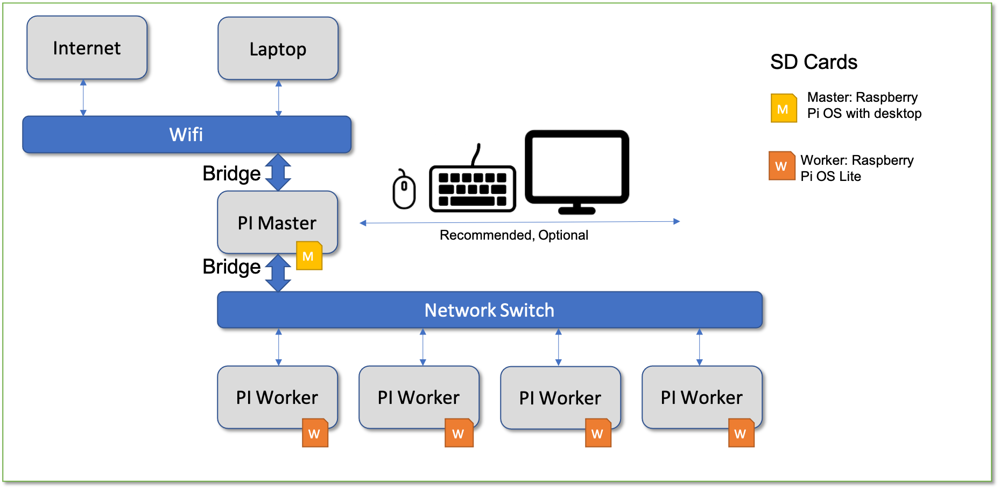 Internet
Laptop
SD Cards
Master: Raspberry
Pi OS with desktop
M
Wifi
Worker: Raspberry
Pi OS Lite
W
Bridge
PI Master
M
Recommended, Optional
Bridge
Network Switch
PI Worker
PI Worker
PI Worker
PI Worker
W
W
W
W